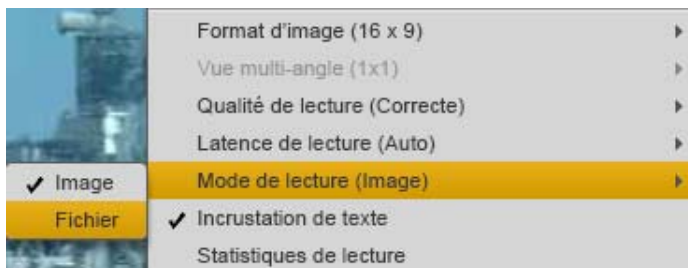 Format d'image (16 x 9)
Vue multi-angle (1x1)
Qualité de lecture (Correcte)
Latence de lecture (Auto)
Mode de lecture (Image)
✔ Image
Fichier
✔ Incrustation de texte
Statistiques de lecture